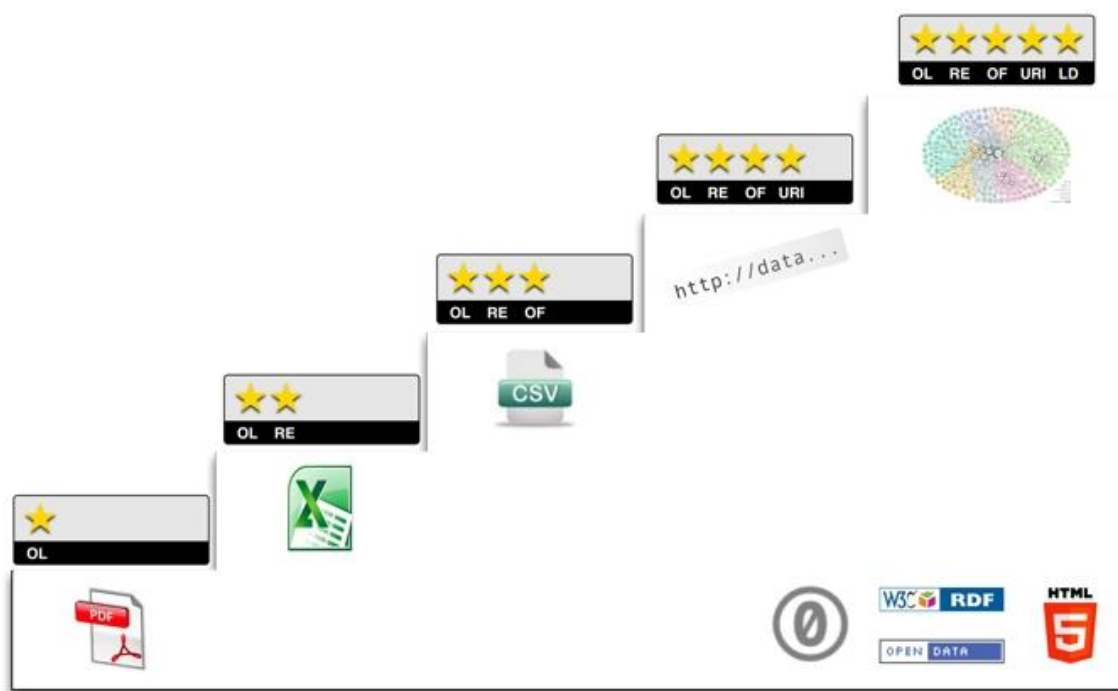 OL RE OF URI LD
OL RE OF URI
http://data...
OL RE OF
CSV
OL RE
X
OL
PDF
0
W3C RDF
OPEN DATA
HTML
5